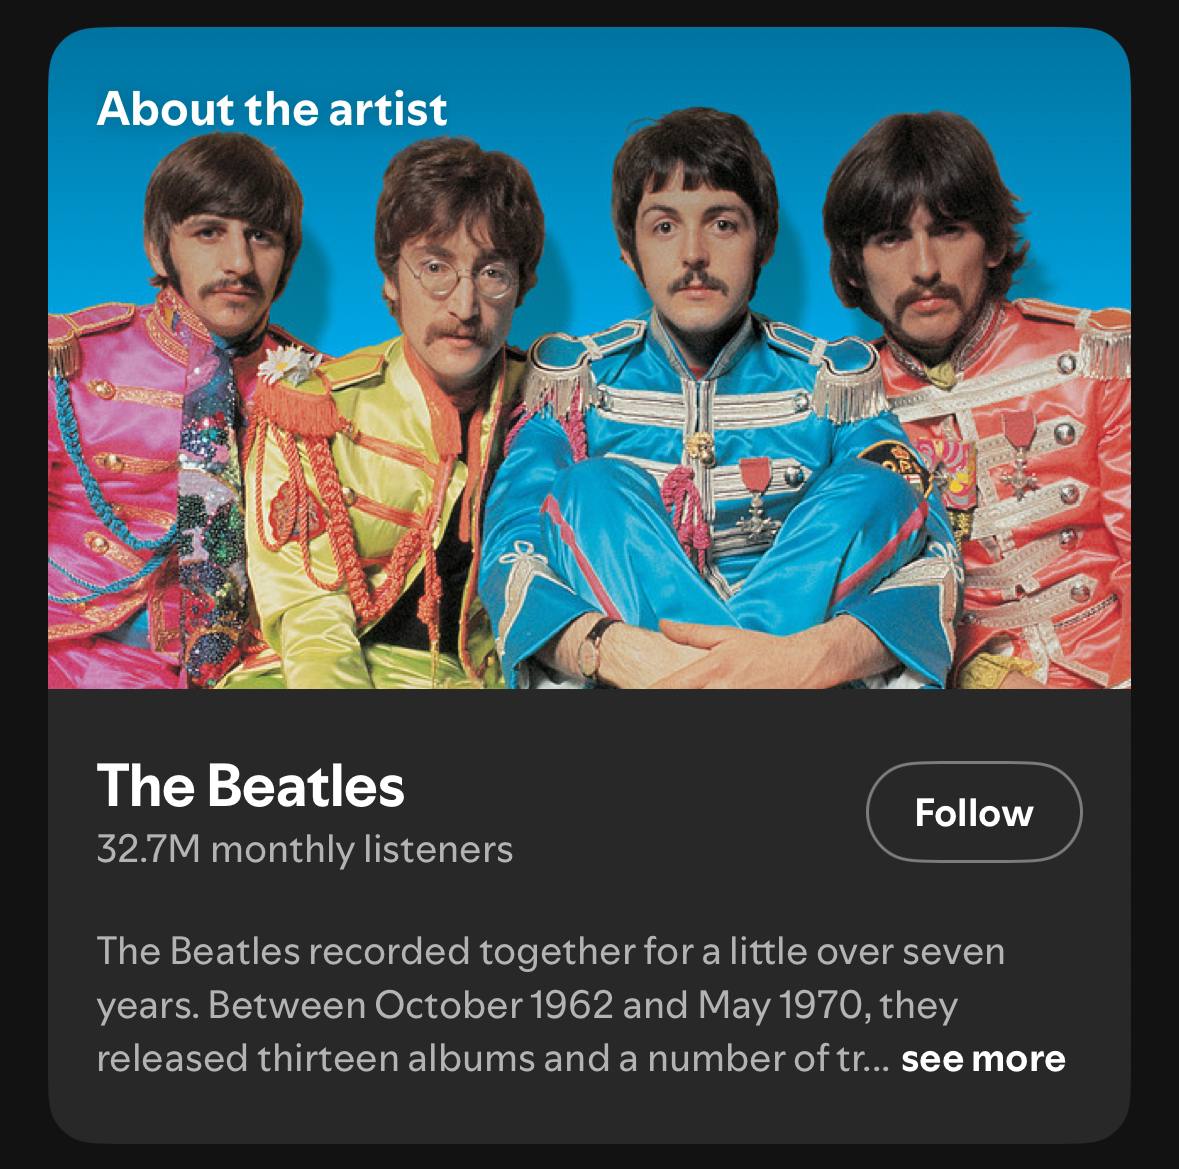 About the artist
The Beatles
32.7M monthly listeners
Follow
The Beatles recorded together for a little over seven
years. Between October 1962 and May 1970, they
released thirteen albums and a number of tr... see more